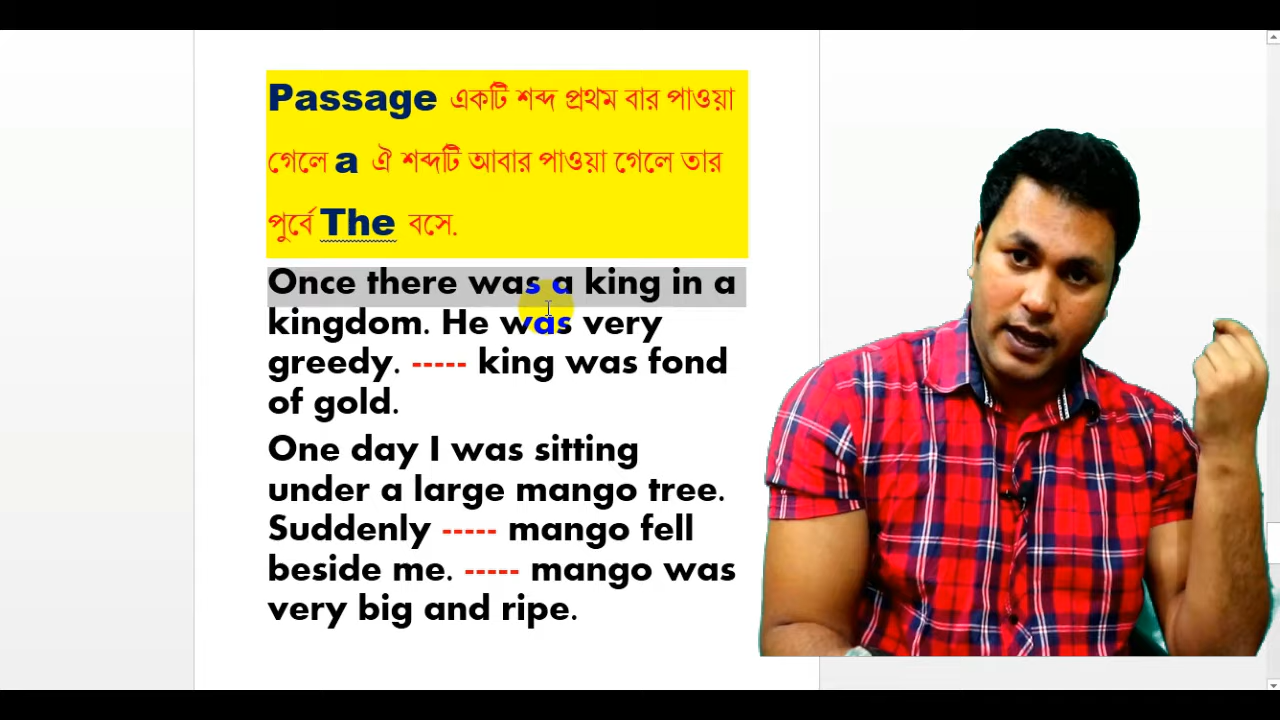 Passage একটি শব্দ প্রথম বার পাওয়া
গেলে a ঐ শব্দটি আবার পাওয়া গেলে তার
পুর্বে The বসে.
Once there was a king in a
kingdom. He was very
greedy. ----- king was fond
of gold.
One day I was sitting
under a large mango tree.
Suddenly ----- mango fell
beside me. ----- mango was
very big and ripe.